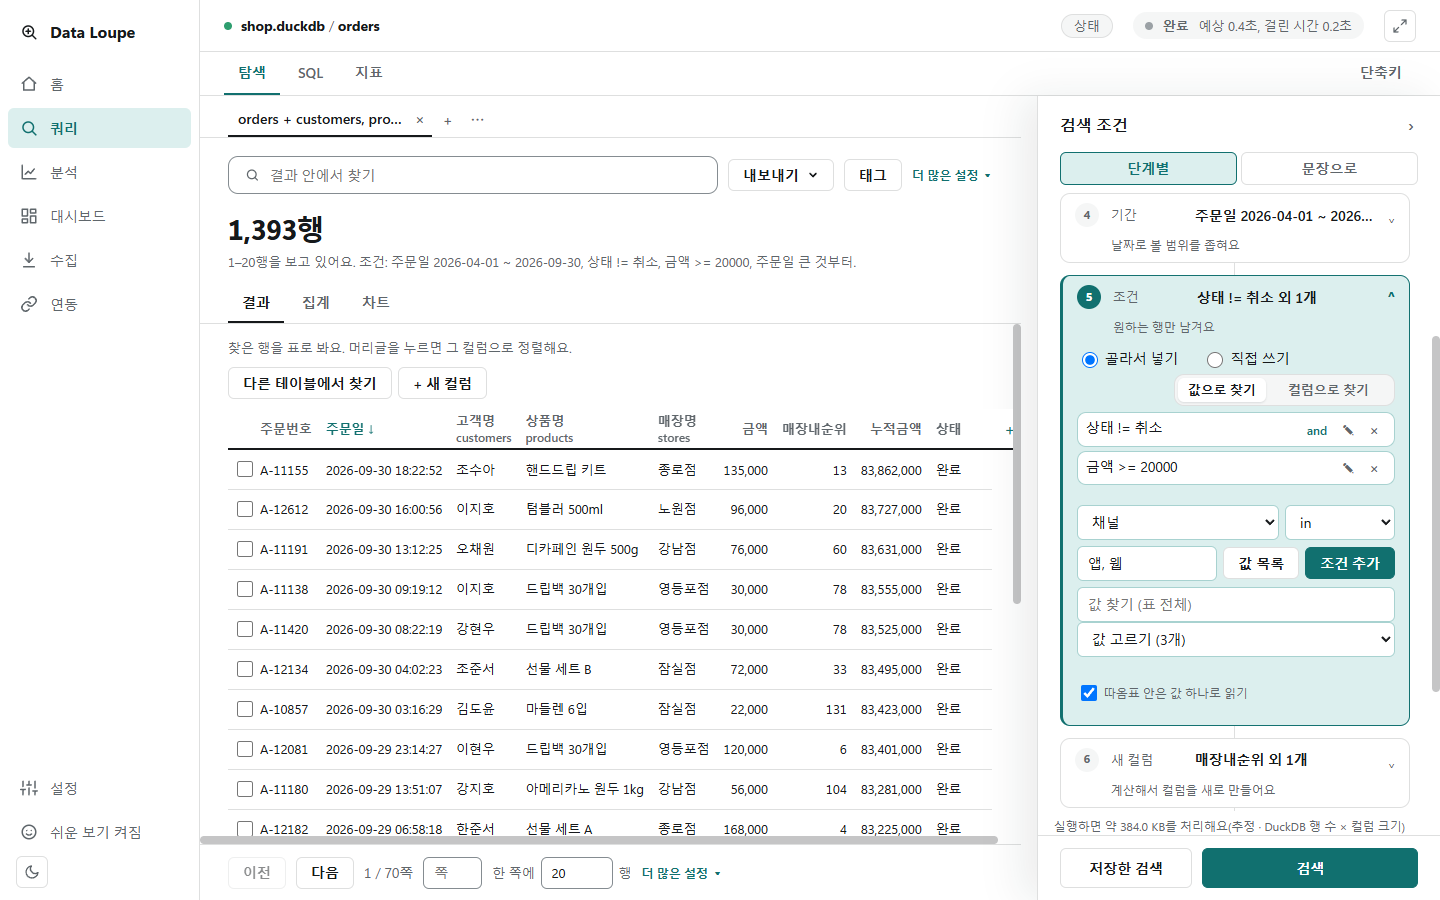 Data Loupe
홈
쿼리
분석
대시보드
수집
연동
설정
쉬운 보기 켜짐
shop.duckdb / orders
상태
완료 예상 0.4초, 걸린 시간 0.2초
탐색 SQL 지표
단축키
orders + customers, pro... × + ···
결과 안에서 찾기
내보내기
태그
더 많은 설정
1,393행
1–20행을 보고 있어요. 조건: 주문일 2026-04-01 ~ 2026-09-30, 상태 != 취소, 금액 >= 20000, 주문일 큰 것부터.
결과 집계 차트
찾은 행을 표로 봐요. 머리글을 누르면 그 컬럼으로 정렬해요.
다른 테이블에서 찾기 + 새 컬럼
주문번호 주문일 ↓ 고객명 customers 상품명 products 매장명 stores 금액 매장내순위 누적금액 상태 +
A-11155 2026-09-30 18:22:52 조수아 핸드드립 키트 종로점 135,000 13 83,862,000 완료
A-12612 2026-09-30 16:00:56 이지호 텀블러 500ml 노원점 96,000 20 83,727,000 완료
A-11191 2026-09-30 13:12:25 오채원 디카페인 원두 500g 강남점 76,000 60 83,631,000 완료
A-11138 2026-09-30 09:19:12 이지호 드립백 30개입 영등포점 30,000 78 83,555,000 완료
A-11420 2026-09-30 08:22:19 강현우 드립백 30개입 영등포점 30,000 78 83,525,000 완료
A-12134 2026-09-30 04:02:23 조준서 선물 세트 B 잠실점 72,000 33 83,495,000 완료
A-10857 2026-09-30 03:16:29 김도윤 마들렌 6입 잠실점 22,000 131 83,423,000 완료
A-12081 2026-09-29 23:14:27 이현우 드립백 30개입 영등포점 120,000 6 83,401,000 완료
A-11180 2026-09-29 13:51:07 강지호 아메리카노 원두 1kg 강남점 56,000 104 83,281,000 완료
A-12182 2026-09-29 06:58:18 한준서 선물 세트 A 종로점 168,000 4 83,225,000 완료
이전 다음 1 / 70쪽 쪽 한 쪽에 20 행 더 많은 설정
검색 조건
단계별 문장으로
4 기간 주문일 2026-04-01 ~ 2026...
날짜로 볼 범위를 좁혀요
5 조건 상태 != 취소 외 1개
원하는 행만 남겨요
골라서 넣기 직접 쓰기
값으로 찾기 컬럼으로 찾기
상태 != 취소 and ×
금액 >= 20000 ×
채널 in
앱, 웹 값 목록 조건 추가
값 찾기 (표 전체)
값 고르기 (3개)
따옴표 안은 값 하나로 읽기
6 새 컬럼 매장내순위 외 1개
계산해서 컬럼을 새로 만들어요
실행하면 약 384.0 KB를 처리해요(추정 · DuckDB 행 수 × 컬럼 크기)
저장한 검색 검색